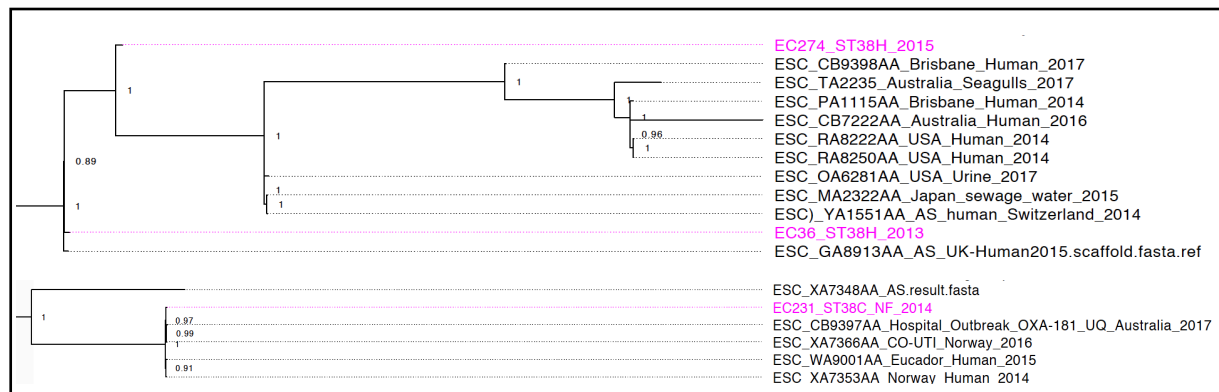 EC274_ST38H_2015
ESC_CB9398AA_Brisbane_Human_2017
1
ESC_TA2235_Australia_Seagulls_2017
1
1
ESC_PA1115AA_Brisbane_Human_2014
1
ESC_CB7222AA_Australia_Human_2016
1
0.96
ESC_RA8222AA_USA_Human_2014
1
ESC_RA8250AA_USA_Human_2014
0.89
ESC_OA6281AA_USA_Urine_2017
1
ESC_MA2322AA_Japan_sewage_water_2015
1
1
ESC)_YA1551AA_AS_human_Switzerland_2014
EC36_ST38H_2013
ESC_GA8913AA_AS_UK-Human2015.scaffold.fasta.ref
ESC_XA7348AA_AS.result.fasta
EC231_ST38C_NF_2014
1
0.97
ESC_CB9397AA_Hospital_Outbreak_OXA-181_UQ_Australia_2017
0.99
1
ESC_XA7366AA_CO-UTI_Norway_2016
ESC_WA9001AA_Eucador_Human_2015
0.91
ESC_XA7353AA_Norway_Human_2014